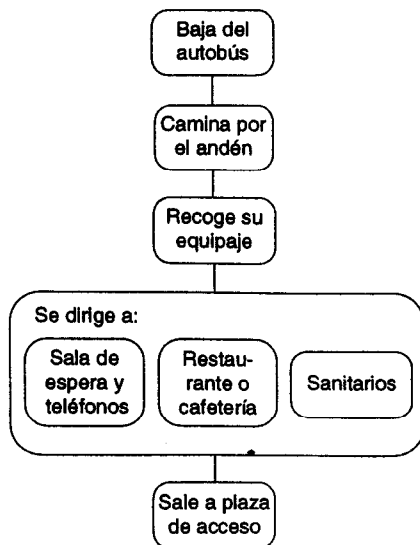 Baja del
autobús
Camina por
el andén
Recoge su
equipaje
Se dirige a:
Sala de
espera y
teléfonos
Restau-
rante o
cafetería
Sanitarios
Sale a plaza
de acceso